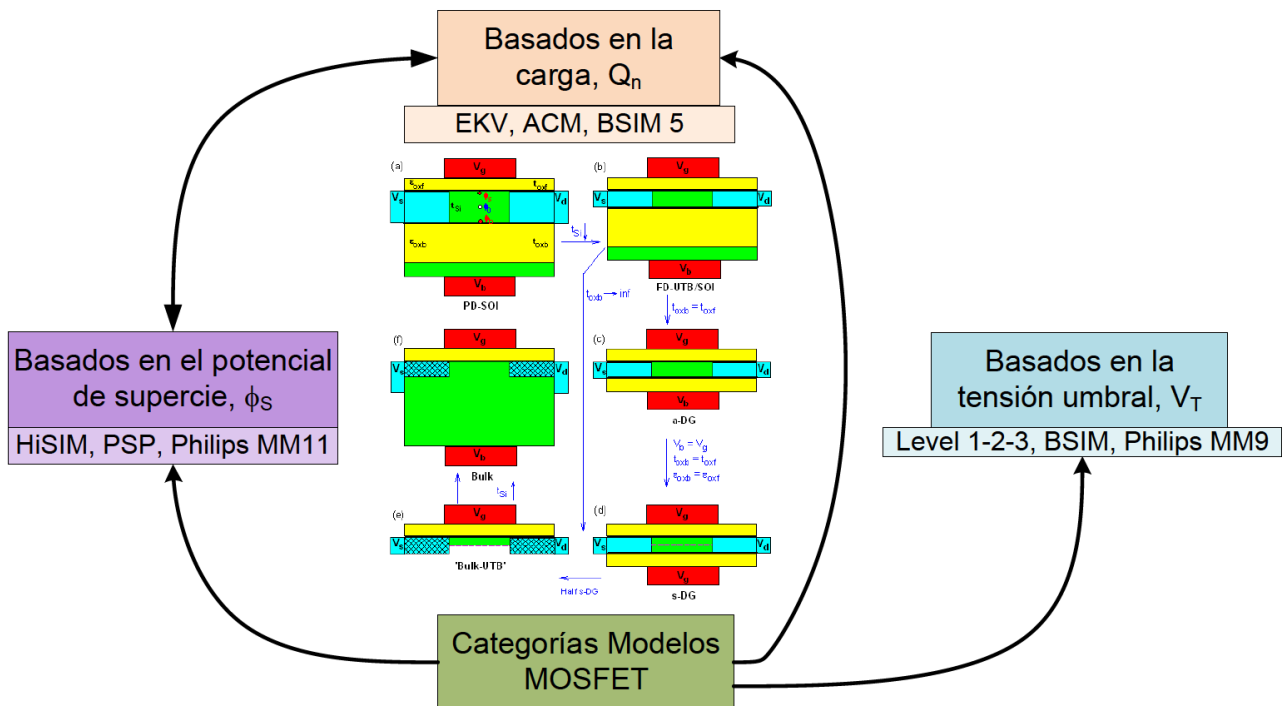 Basados en la
carga, Qn
EKV, ACM, BSIM 5
(a)
Vg
εoxf
toxf
Vs
tSi
Vd
εoxb
toxb
Vb
PD-SOI
tSi
(b)
Vg
Vs
Vd
Vb
FD-UTB/SOI
toxb → inf
toxb = toxf
(f)
Vg
Vs
Vd
Vb
Bulk
tSi
(c)
Vg
Vs
Vd
Vb
a-DG
Vb = Vg
toxb = toxf
εoxb = εoxf
(e)
Vg
Vs
Vd
'Bulk-UTB'
Half s-DG
(d)
Vg
Vs
Vd
Vg
s-DG
Basados en el potencial
de supercie, ϕS
HiSIM, PSP, Philips MM11
Basados en la
tensión umbral, VT
Level 1-2-3, BSIM, Philips MM9
Categorías Modelos
MOSFET